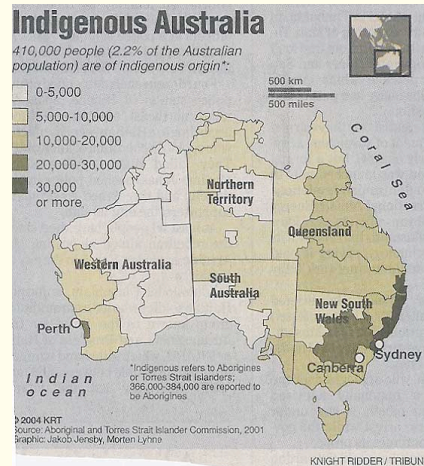 Indigenous Australia
410,000 people (2.2% of the Australian
population) are of indigenous origin*:
0-5,000
5,000-10,000
10,000-20,000
20,000-30,000
30,000
or more
500 km
500 miles
Coral Sea
Northern
Territory
Queensland
Western Australia
South
Australia
New South
Wales
Perth
Sydney
Canberra
Indian
ocean
*Indigenous refers to Aborigines
or Torres Strait Islanders;
366,000-384,000 are reported to
be Aborigines
© 2004 KRT
Source: Aboriginal and Torres Strait Islander Commission, 2001
Graphic: Jakob Jensby, Morten Lyhne
KNIGHT RIDDER / TRIBUN